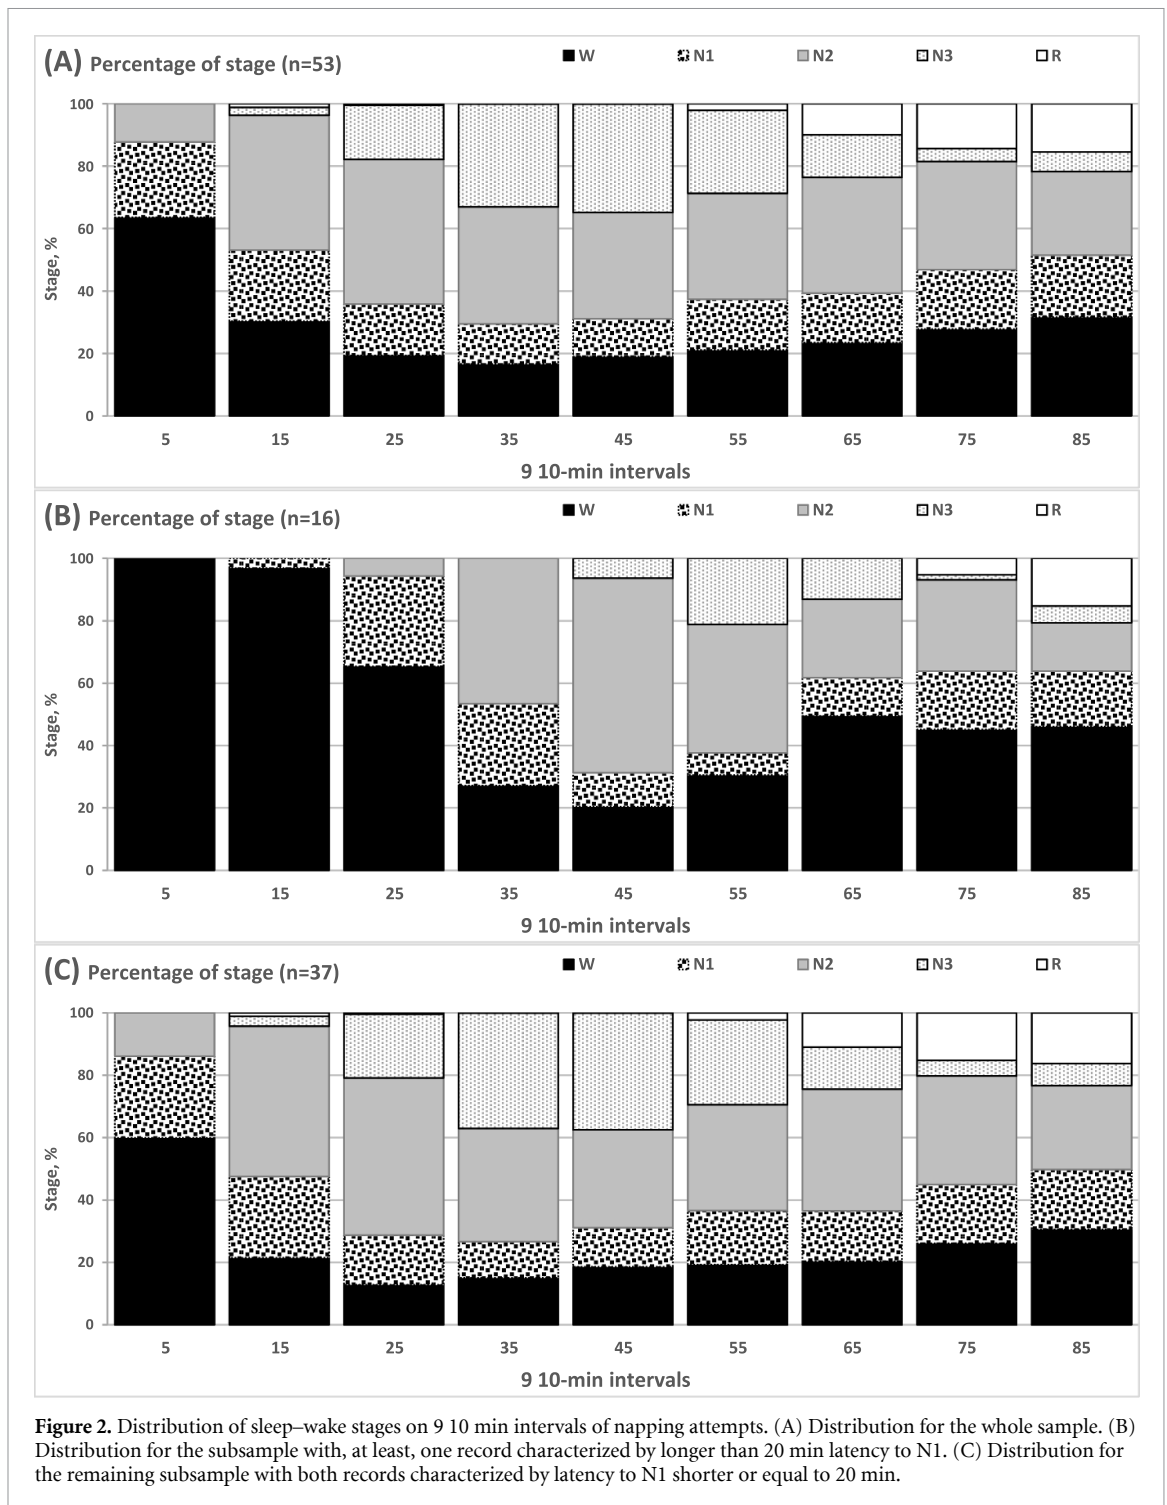 (A) Percentage of stage (n=53)
W N1 N2 N3 R
100
80
60
40
20
0
Stage, %
5 15 25 35 45 55 65 75 85
9 10-min intervals
(B) Percentage of stage (n=16)
W N1 N2 N3 R
100
80
60
40
20
0
Stage, %
5 15 25 35 45 55 65 75 85
9 10-min intervals
(C) Percentage of stage (n=37)
W N1 N2 N3 R
100
80
60
40
20
0
Stage, %
5 15 25 35 45 55 65 75 85
9 10-min intervals
Figure 2. Distribution of sleep–wake stages on 9 10 min intervals of napping attempts. (A) Distribution for the whole sample. (B)
Distribution for the subsample with, at least, one record characterized by longer than 20 min latency to N1. (C) Distribution for
the remaining subsample with both records characterized by latency to N1 shorter or equal to 20 min.